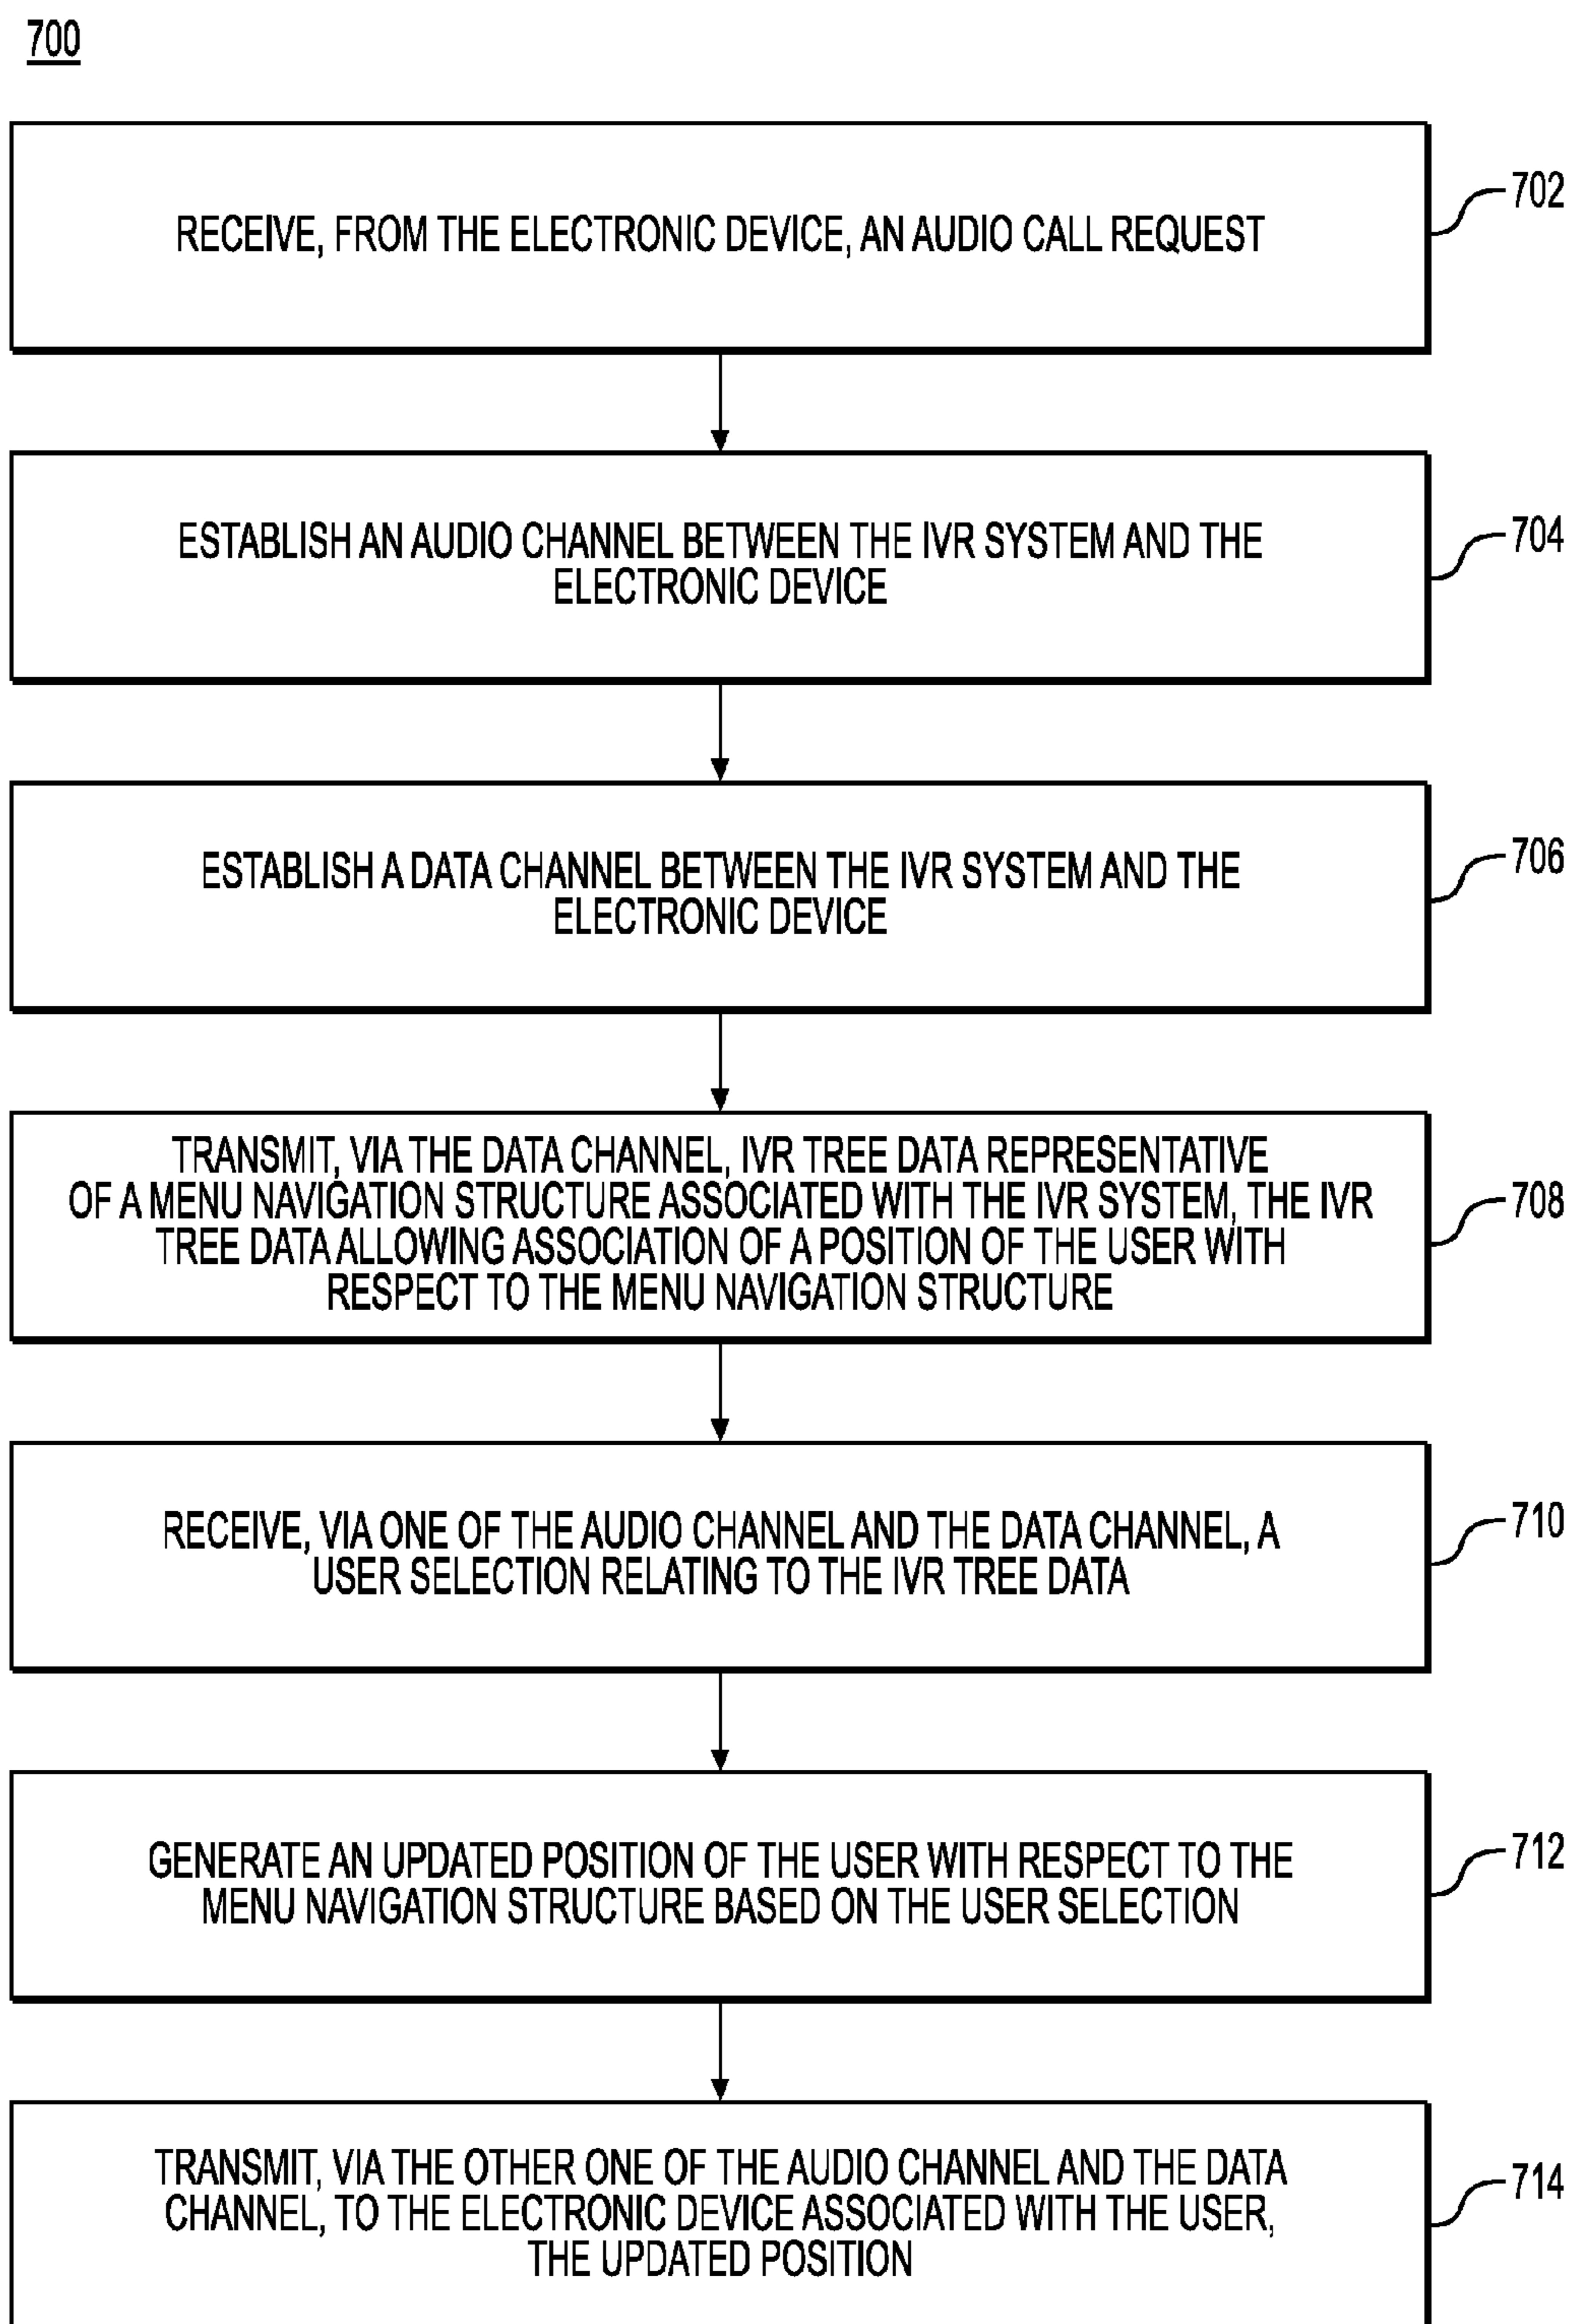 700
RECEIVE, FROM THE ELECTRONIC DEVICE, AN AUDIO CALL REQUEST
702
ESTABLISH AN AUDIO CHANNEL BETWEEN THE IVR SYSTEM AND THE
ELECTRONIC DEVICE
704
ESTABLISH A DATA CHANNEL BETWEEN THE IVR SYSTEM AND THE
ELECTRONIC DEVICE
706
TRANSMIT, VIA THE DATA CHANNEL, IVR TREE DATA REPRESENTATIVE
OF A MENU NAVIGATION STRUCTURE ASSOCIATED WITH THE IVR SYSTEM, THE IVR
TREE DATA ALLOWING ASSOCIATION OF A POSITION OF THE USER WITH
RESPECT TO THE MENU NAVIGATION STRUCTURE
708
RECEIVE, VIA ONE OF THE AUDIO CHANNEL AND THE DATA CHANNEL, A
USER SELECTION RELATING TO THE IVR TREE DATA
710
GENERATE AN UPDATED POSITION OF THE USER WITH RESPECT TO THE
MENU NAVIGATION STRUCTURE BASED ON THE USER SELECTION
712
TRANSMIT, VIA THE OTHER ONE OF THE AUDIO CHANNEL AND THE DATA
CHANNEL, TO THE ELECTRONIC DEVICE ASSOCIATED WITH THE USER,
THE UPDATED POSITION
714